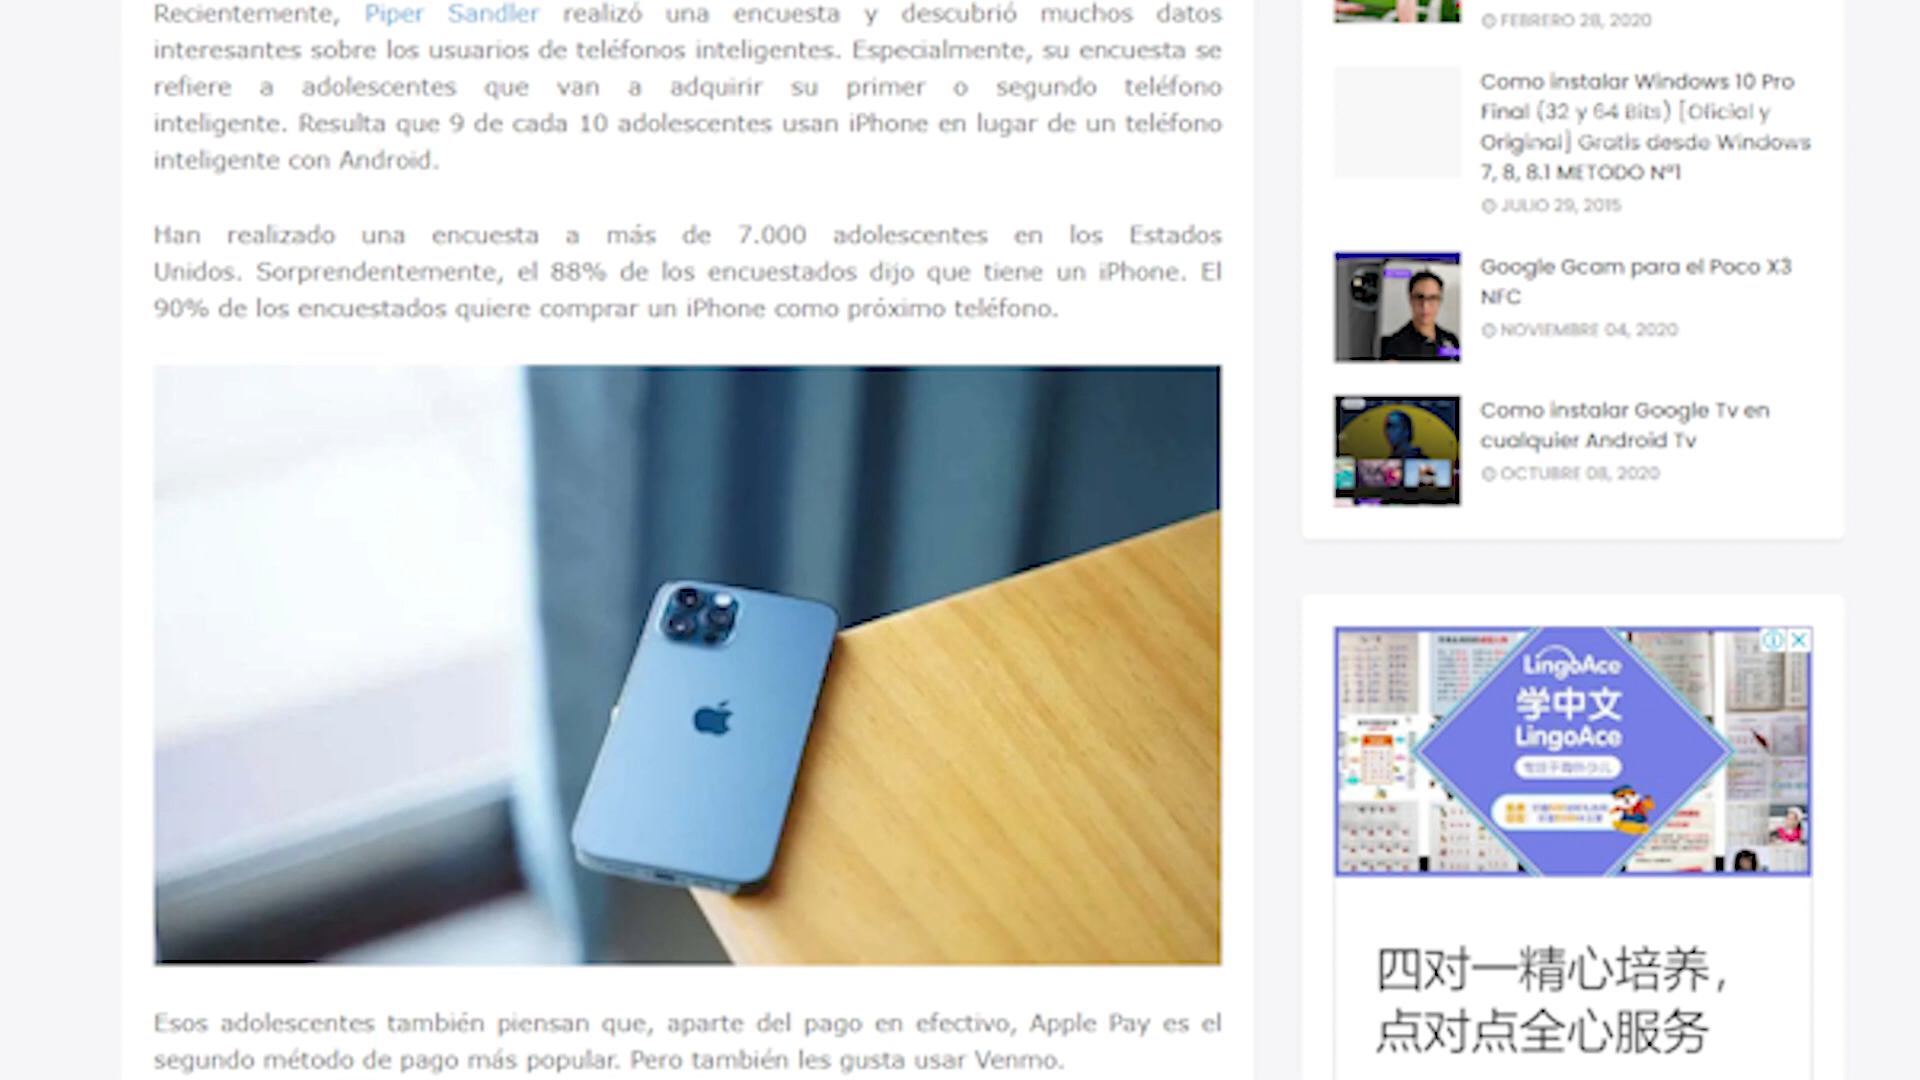 Recientemente, Piper Sandler realizó una encuesta y descubrió muchos datos
interesantes sobre los usuarios de teléfonos inteligentes. Especialmente, su encuesta se
refiere a adolescentes que van a adquirir su primer o segundo teléfono
inteligente. Resulta que 9 de cada 10 adolescentes usan iPhone en lugar de un teléfono
inteligente con Android.
Han realizado una encuesta a más de 7.000 adolescentes en los Estados
Unidos. Sorprendentemente, el 88% de los encuestados dijo que tiene un iPhone. El
90% de los encuestados quiere comprar un iPhone como próximo teléfono.
Esos adolescentes también piensan que, aparte del pago en efectivo, Apple Pay es el
segundo método de pago más popular. Pero también les gusta usar Venmo.
FEBRERO 28, 2020
Como instalar Windows 10 Pro
Final (32 y 64 Bits) [Oficial y
Original] Gratis desde Windows
7, 8, 8.1 METODO Nº1
JULIO 29, 2015
Google Gcam para el Poco X3
NFC
NOVIEMBRE 04, 2020
Como instalar Google Tv en
cualquier Android Tv
OCTUBRE 08, 2020
LingoAce
学中文
LingoAce
四对一精心培养，
点对点全心服务